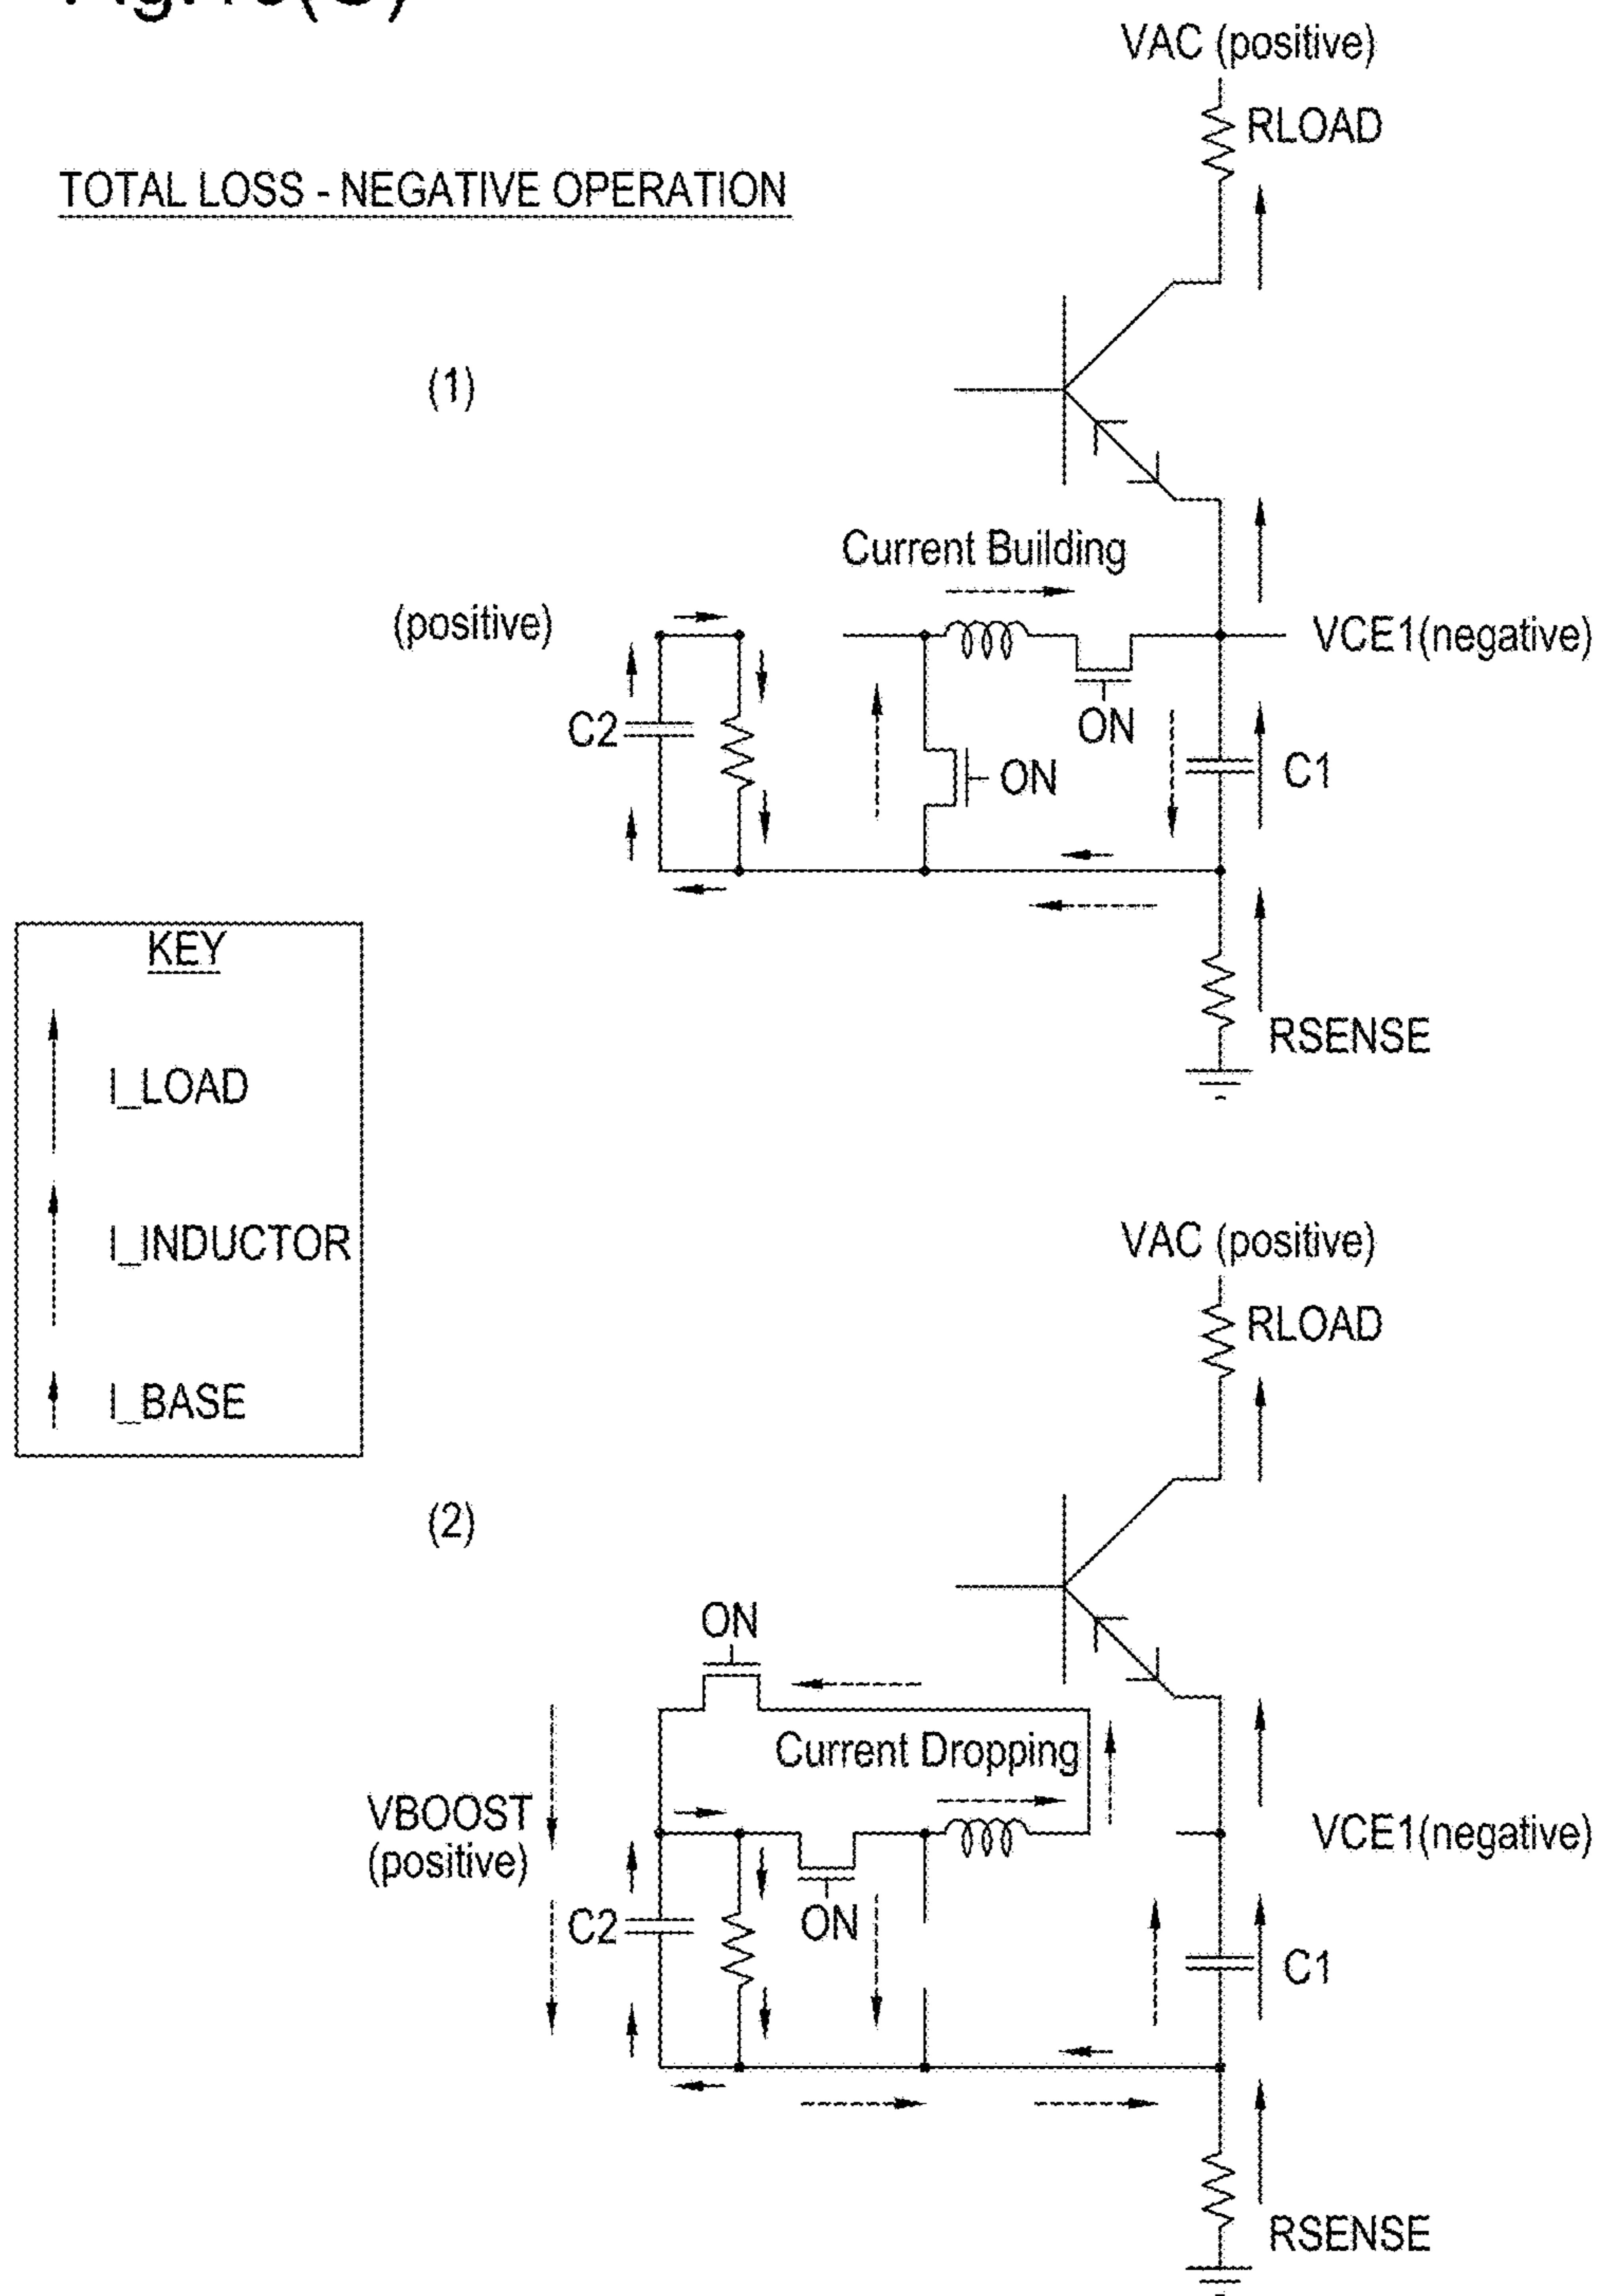 VAC (positive)
RLOAD
TOTAL LOSS - NEGATIVE OPERATION
(1)
Current Building
(positive)
VCE1(negative)
C2
ON
ON
C1
RSENSE
KEY
I_LOAD
I_INDUCTOR
I_BASE
VAC (positive)
RLOAD
(2)
ON
Current Dropping
VBOOST
(positive)
VCE1(negative)
C2
ON
C1
RSENSE